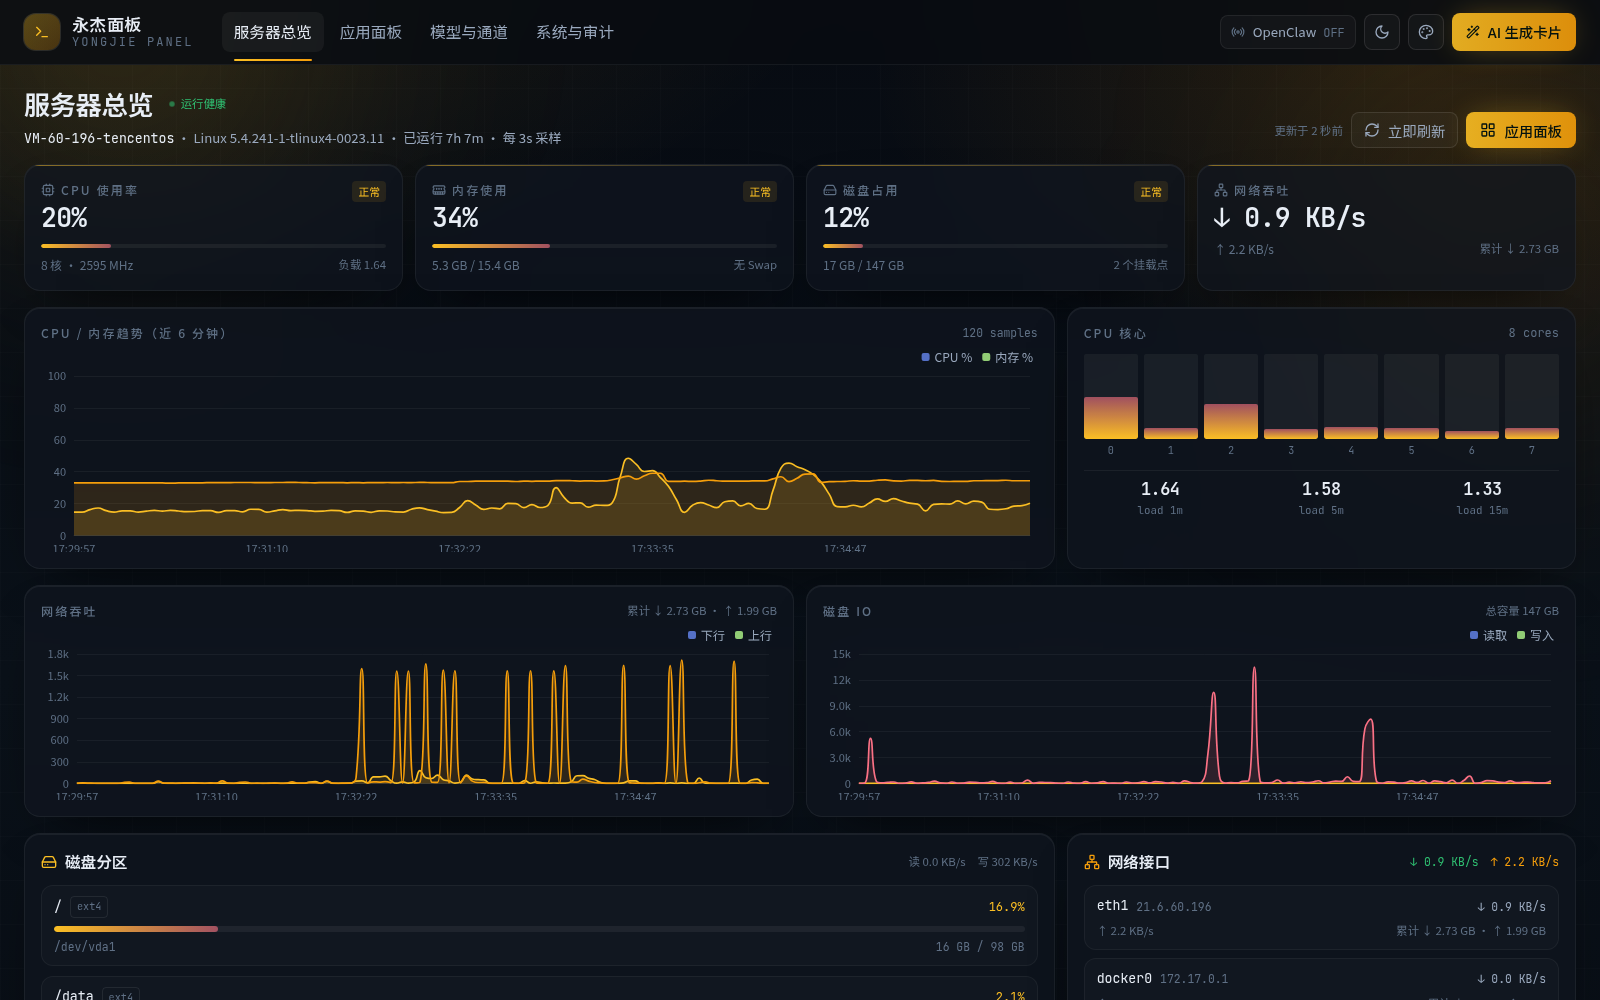 永杰面板
YONGJIE PANEL
服务器总览
应用面板
模型与通道
系统与审计
OpenClaw OFF
AI 生成卡片
服务器总览
运行健康
VM-60-196-tencentos • Linux 5.4.241-1-tlinux4-0023.11 • 已运行 7h 7m • 每 3s 采样
更新于 2 秒前
立即刷新
应用面板
CPU 使用率
正常
20%
8 核 • 2595 MHz
负载 1.64
内存使用
正常
34%
5.3 GB / 15.4 GB
无 Swap
磁盘占用
正常
12%
17 GB / 147 GB
2 个挂载点
网络吞吐
↓ 0.9 KB/s
↑ 2.2 KB/s
累计 ↓ 2.73 GB
CPU / 内存趋势（近 6 分钟）
120 samples
CPU % 内存 %
100
80
60
40
20
0
17:29:57 17:31:10 17:32:22 17:33:35 17:34:47
CPU 核心
8 cores
0 1 2 3 4 5 6 7
1.64 1.58 1.33
load 1m load 5m load 15m
网络吞吐
累计 ↓ 2.73 GB • ↑ 1.99 GB
下行 上行
1.8k
1.5k
1.2k
900
600
300
0
17:29:57 17:31:10 17:32:22 17:33:35 17:34:47
磁盘 IO
总容量 147 GB
读取 写入
15k
12k
9.0k
6.0k
3.0k
0
17:29:57 17:31:10 17:32:22 17:33:35 17:34:47
磁盘分区
读 0.0 KB/s 写 302 KB/s
/ ext4
16.9%
/dev/vda1
16 GB / 98 GB
/data ext4
2.1%
网络接口
↓ 0.9 KB/s ↑ 2.2 KB/s
eth1 21.6.60.196
↓ 0.9 KB/s
↑ 2.2 KB/s
累计 ↓ 2.73 GB • ↑ 1.99 GB
docker0 172.17.0.1
↓ 0.0 KB/s